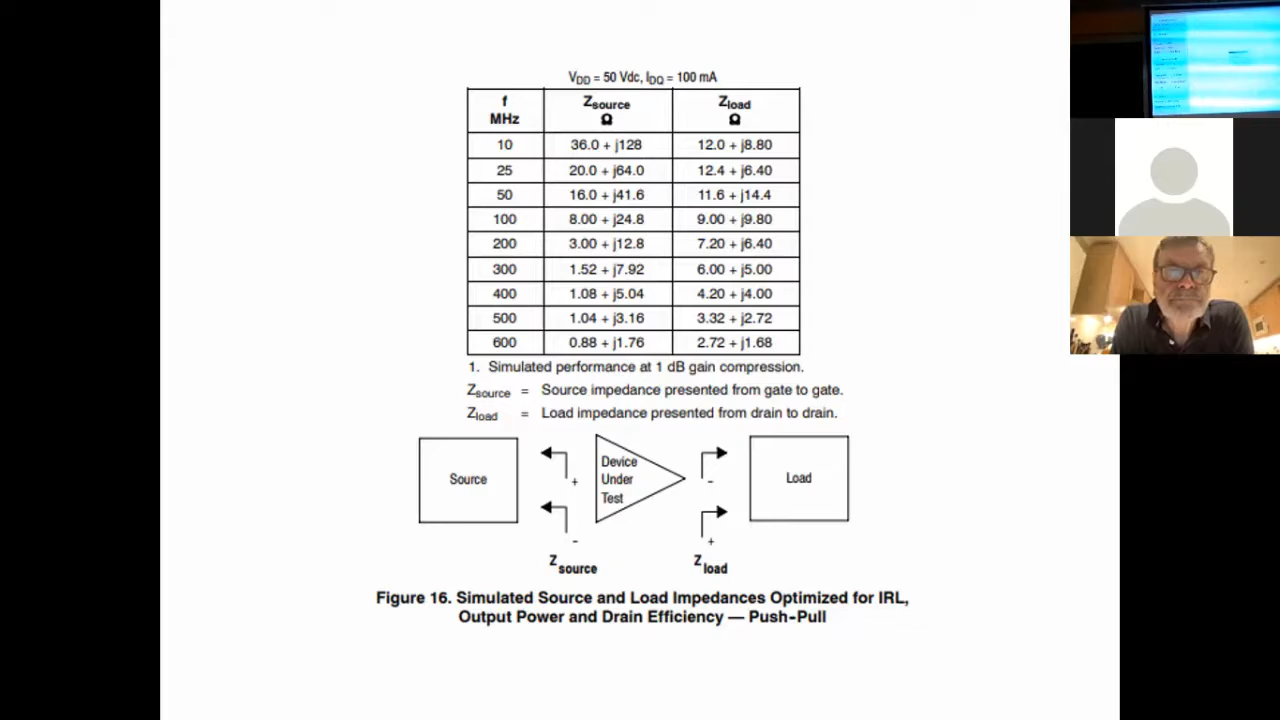 VDD = 50 Vdc, IDQ = 100 mA
f MHz Zsource Ω Zload Ω
10 36.0 + j128 12.0 + j8.80
25 20.0 + j64.0 12.4 + j6.40
50 16.0 + j41.6 11.6 + j14.4
100 8.00 + j24.8 9.00 + j9.80
200 3.00 + j12.8 7.20 + j6.40
300 1.52 + j7.92 6.00 + j5.00
400 1.08 + j5.04 4.20 + j4.00
500 1.04 + j3.16 3.32 + j2.72
600 0.88 + j1.76 2.72 + j1.68
1. Simulated performance at 1 dB gain compression.
Zsource = Source impedance presented from gate to gate.
Zload = Load impedance presented from drain to drain.
Source
+
-
Z source
Device
Under
Test
-
+
Z load
Load
Figure 16. Simulated Source and Load Impedances Optimized for IRL,
Output Power and Drain Efficiency — Push-Pull